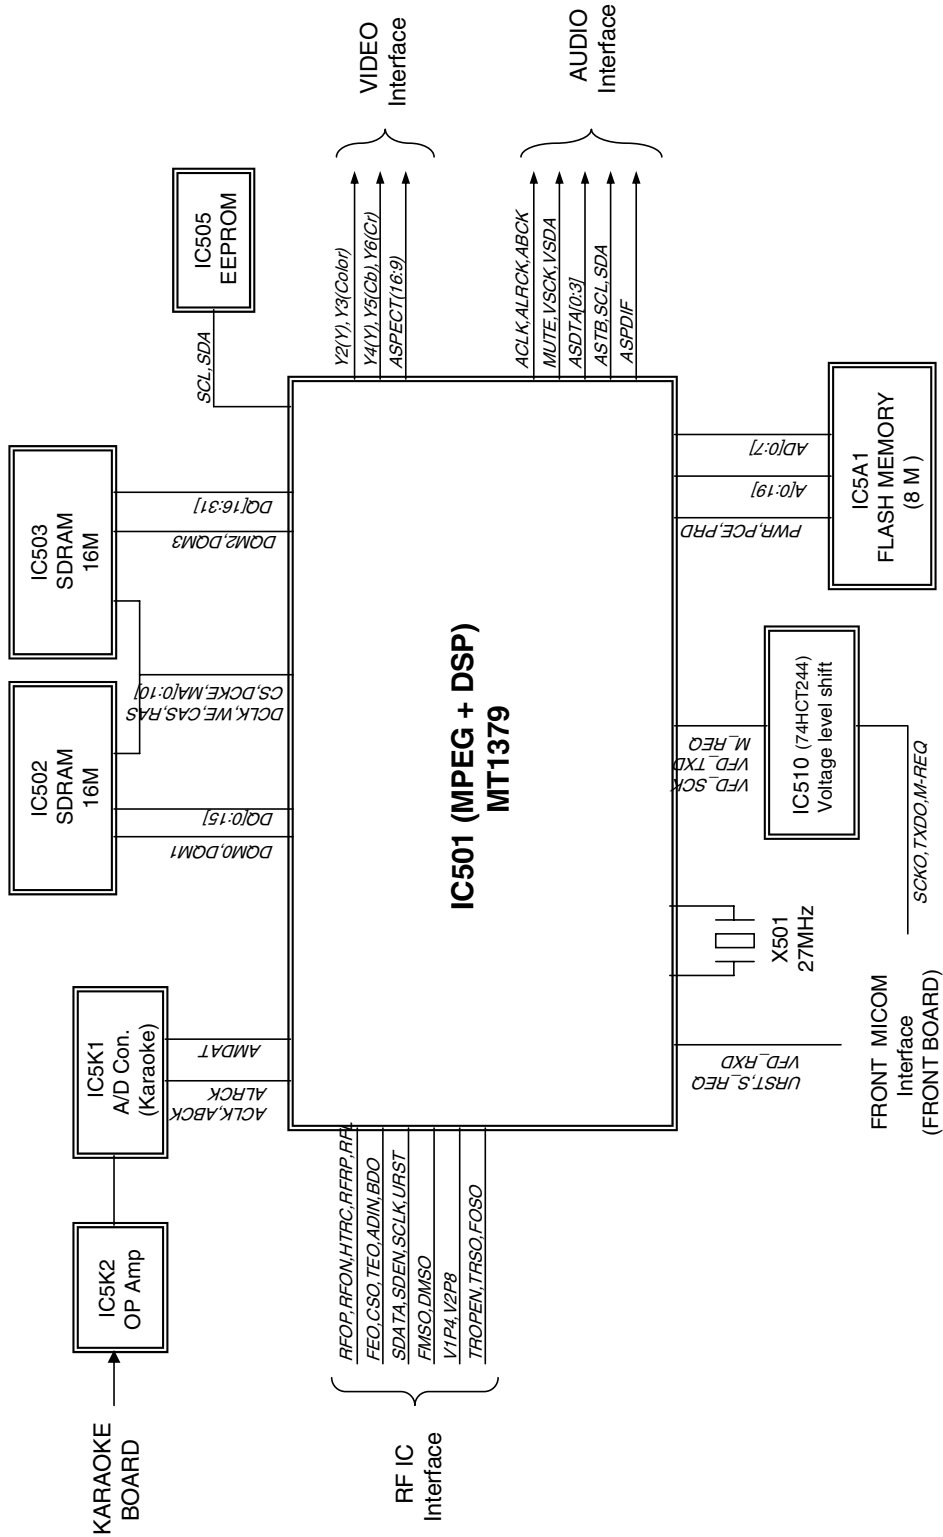 KARAOKE
BOARD
IC5K2
OP Amp
IC5K1
A/D Con.
(Karaoke)
ACLK,ABCK
ALRCK
AMDAT
IC502
SDRAM
16M
DQM0,DQM1
DQ[0:15]
DCLK,WE,CAS,RAS
CS,DCKE,MA[0:10]
IC503
SDRAM
16M
DQM2,DQM3
DQ[16:31]
IC505
EEPROM
SCL,SDA
RF IC
Interface
RFOP,RFON,HTRC,RFRP,RFL
FEO,CSO,TEO,ADIN,BDO
SDATA,SDEN,SCLK,URST
FMSO,DMSO
V1P4,V2P8
TROPEN,TRSO,FOSO
IC501 (MPEG + DSP)
MT1379
Y2(Y),Y3(Color)
Y4(Y),Y5(Cb),Y6(Cr)
ASPECT(16:9)
VIDEO
Interface
ACLK,ALRCK,ABCK
MUTE,VSCK,VSDA
ASDTA[0:3]
ASTB,SCL,SDA
ASPDIF
AUDIO
Interface
URST,S_REQ
VFD_RXD
FRONT MICOM
Interface
(FRONT BOARD)
X501
27MHz
VFD_SCK
VFD_TXD
M_REQ
IC510 (74HCT244)
Voltage level shift
SCKO,TXDO,M-REQ
PWR,PCE,PRD
A[0:19]
AD[0:7]
IC5A1
FLASH MEMORY
(8 M )